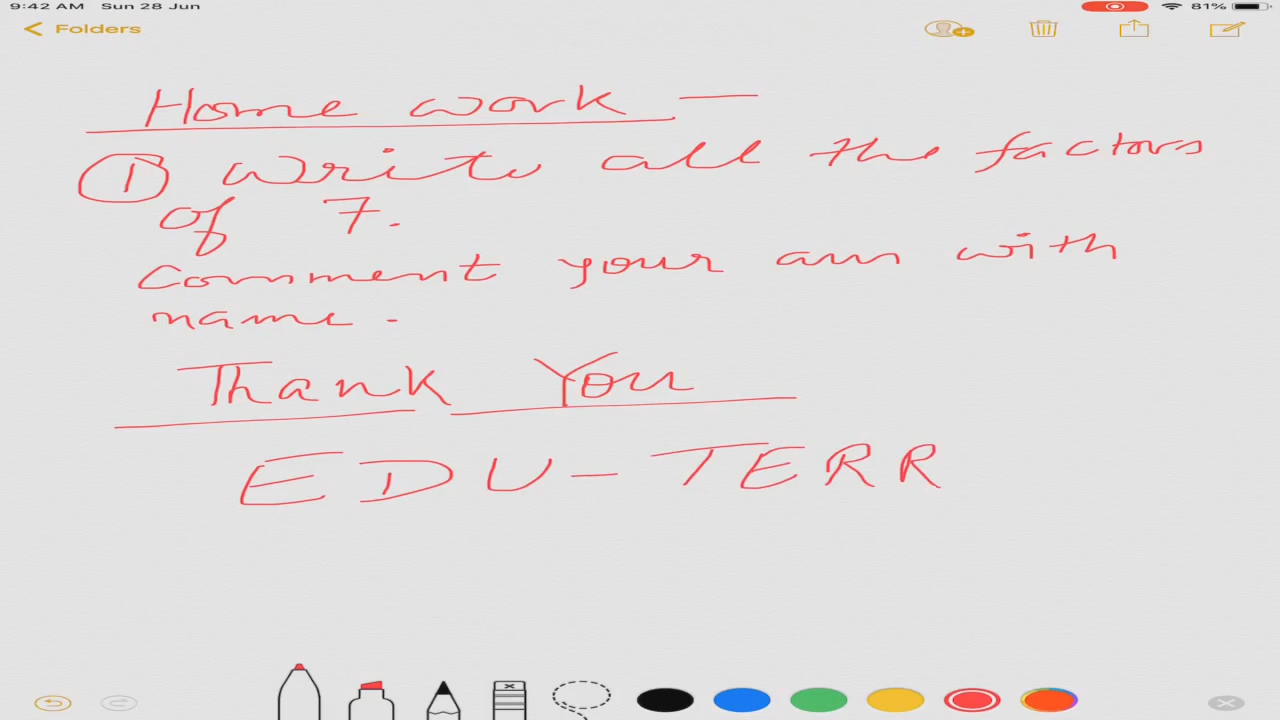 9:42 AM Sun 28 Jun 81%
Folders
Home work —
① Write all the factors
of 7.
Comment your ans with
name.
Thank You
EDU-TERR